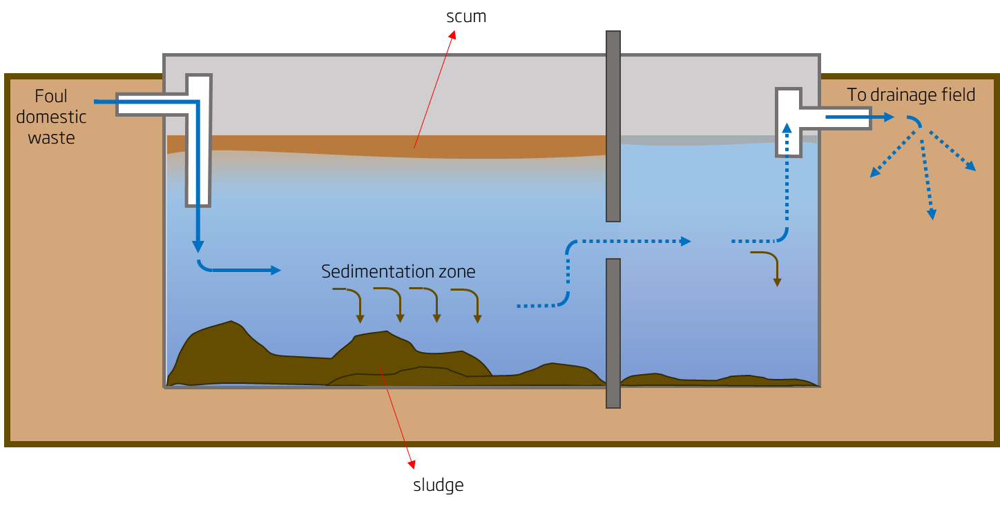 scum
Foul
domestic
waste
To drainage field
Sedimentation zone
sludge